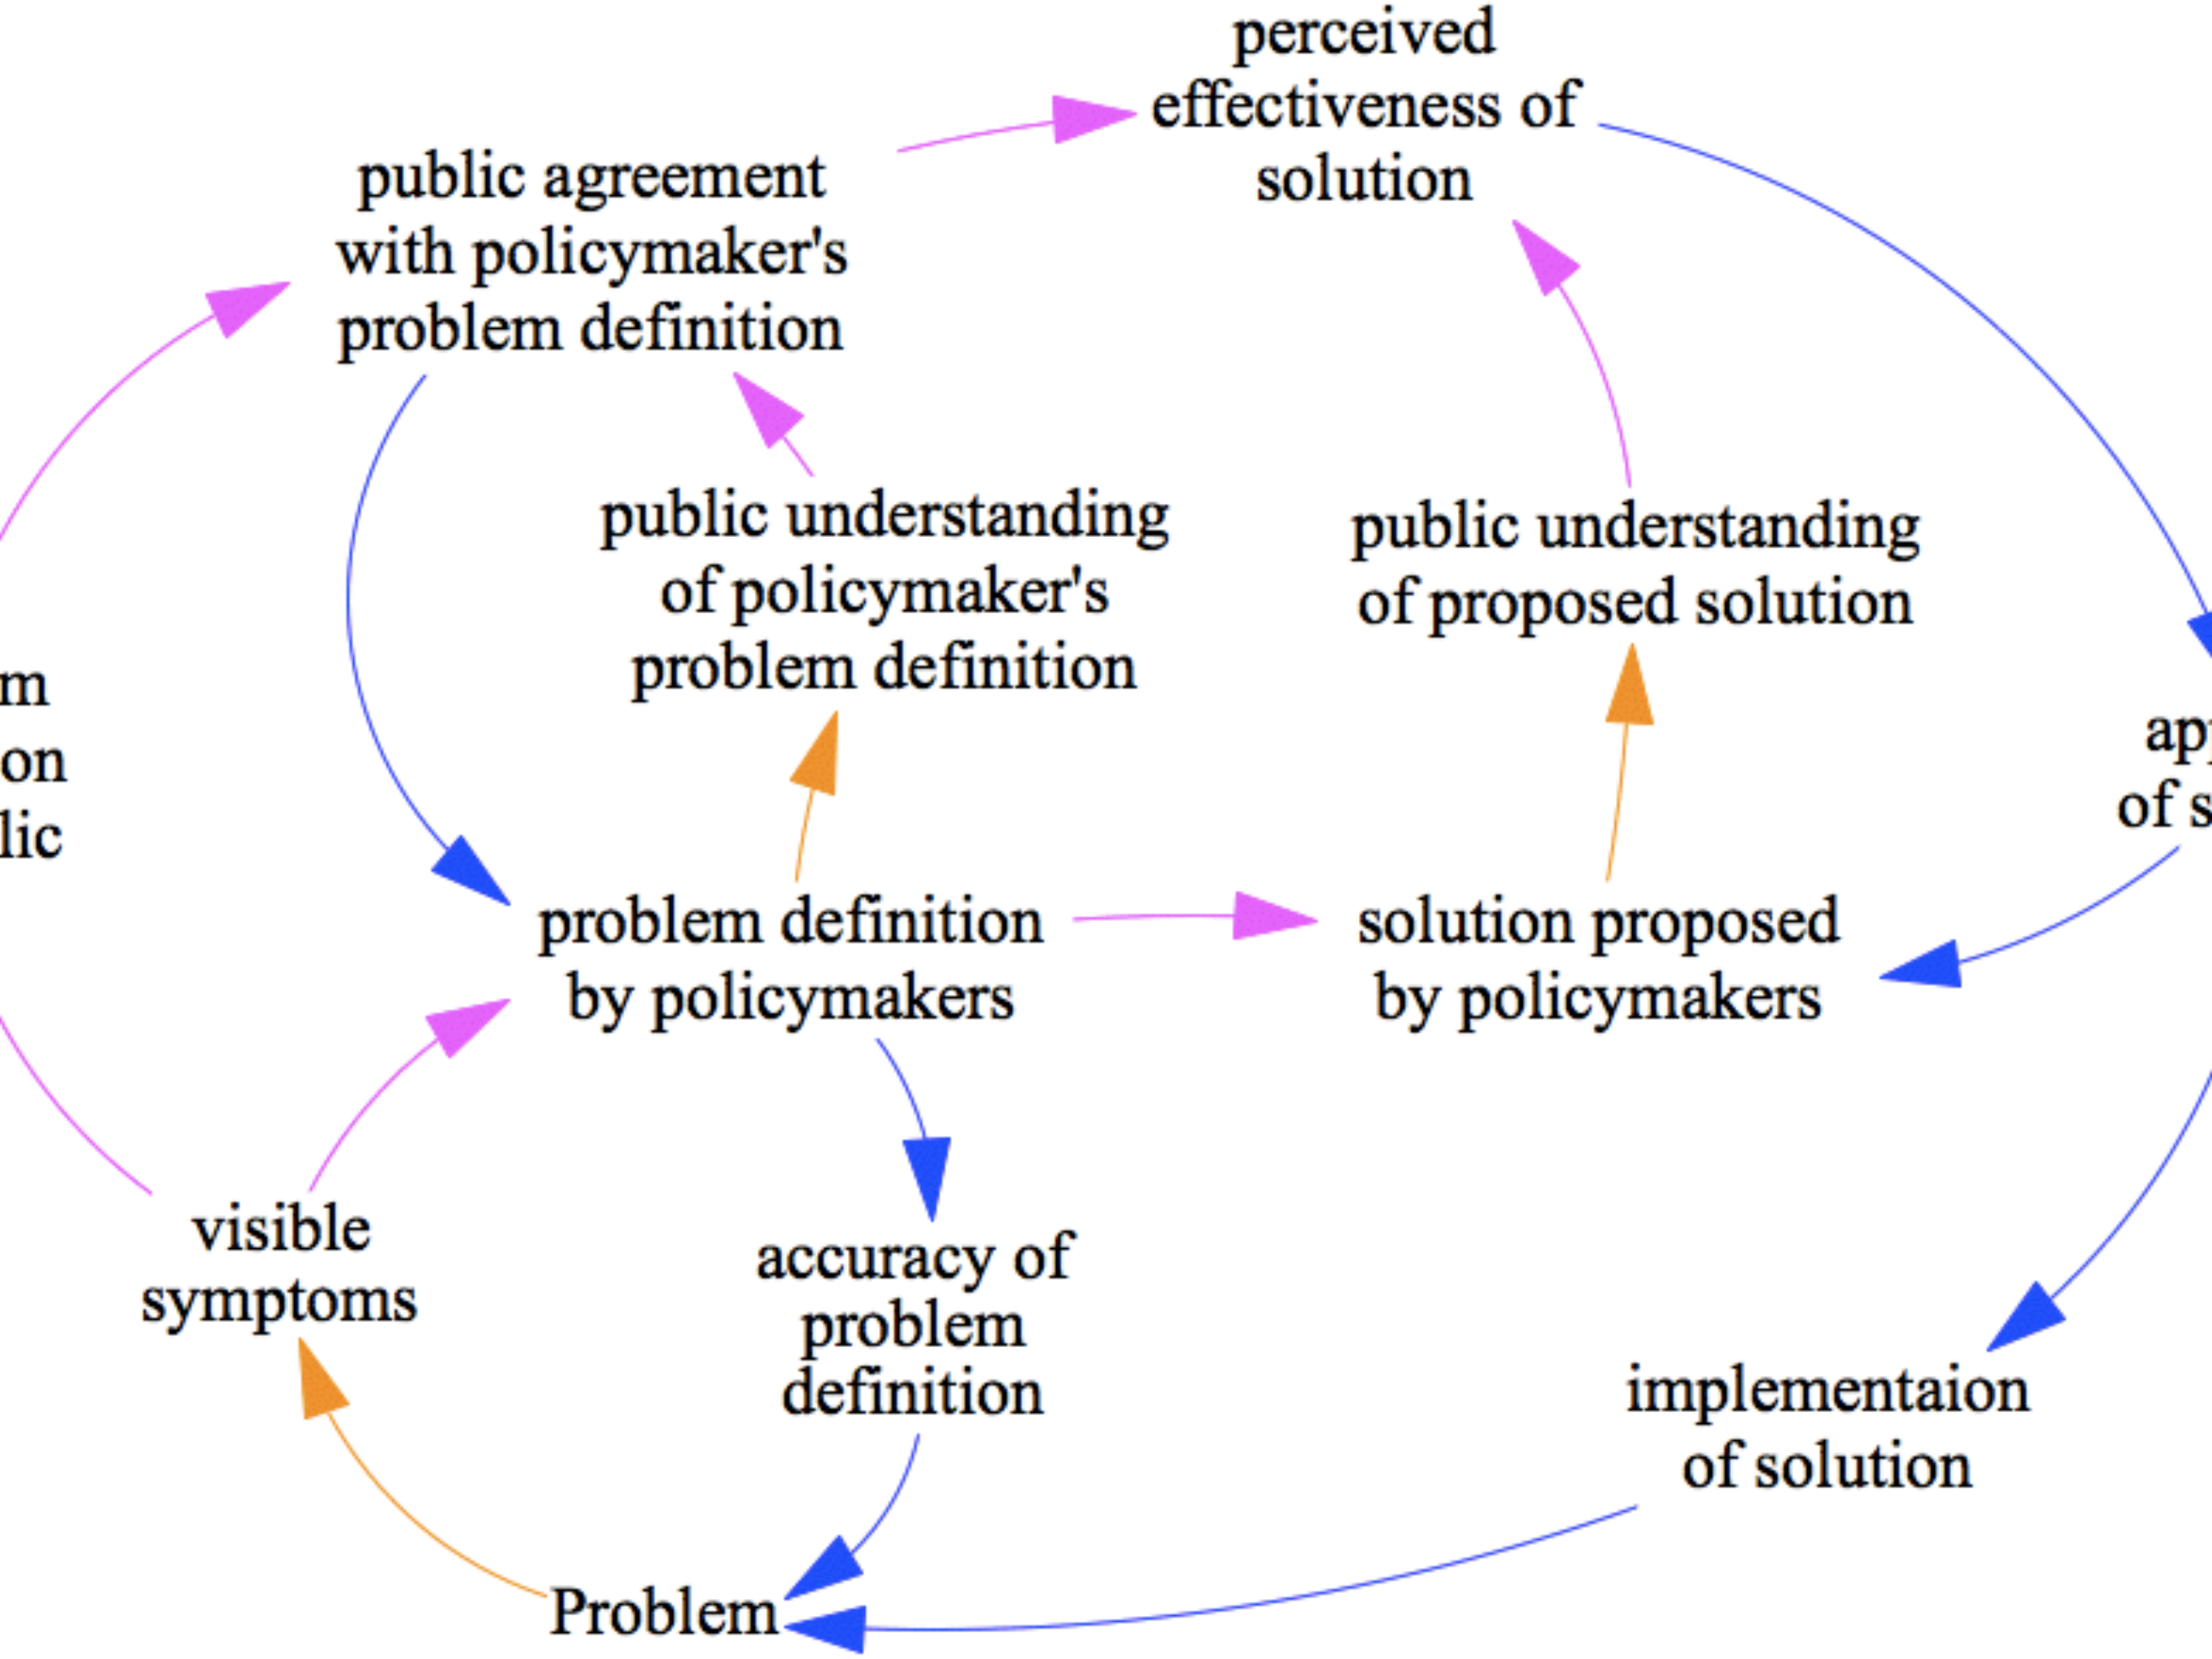 perceived
effectiveness of
solution
public agreement
with policymaker's
problem definition
public understanding
of policymaker's
problem definition
public understanding
of proposed solution
problem definition
by policymakers
solution proposed
by policymakers
of
visible
symptoms
accuracy of
problem
definition
implementaion
of solution
Problem